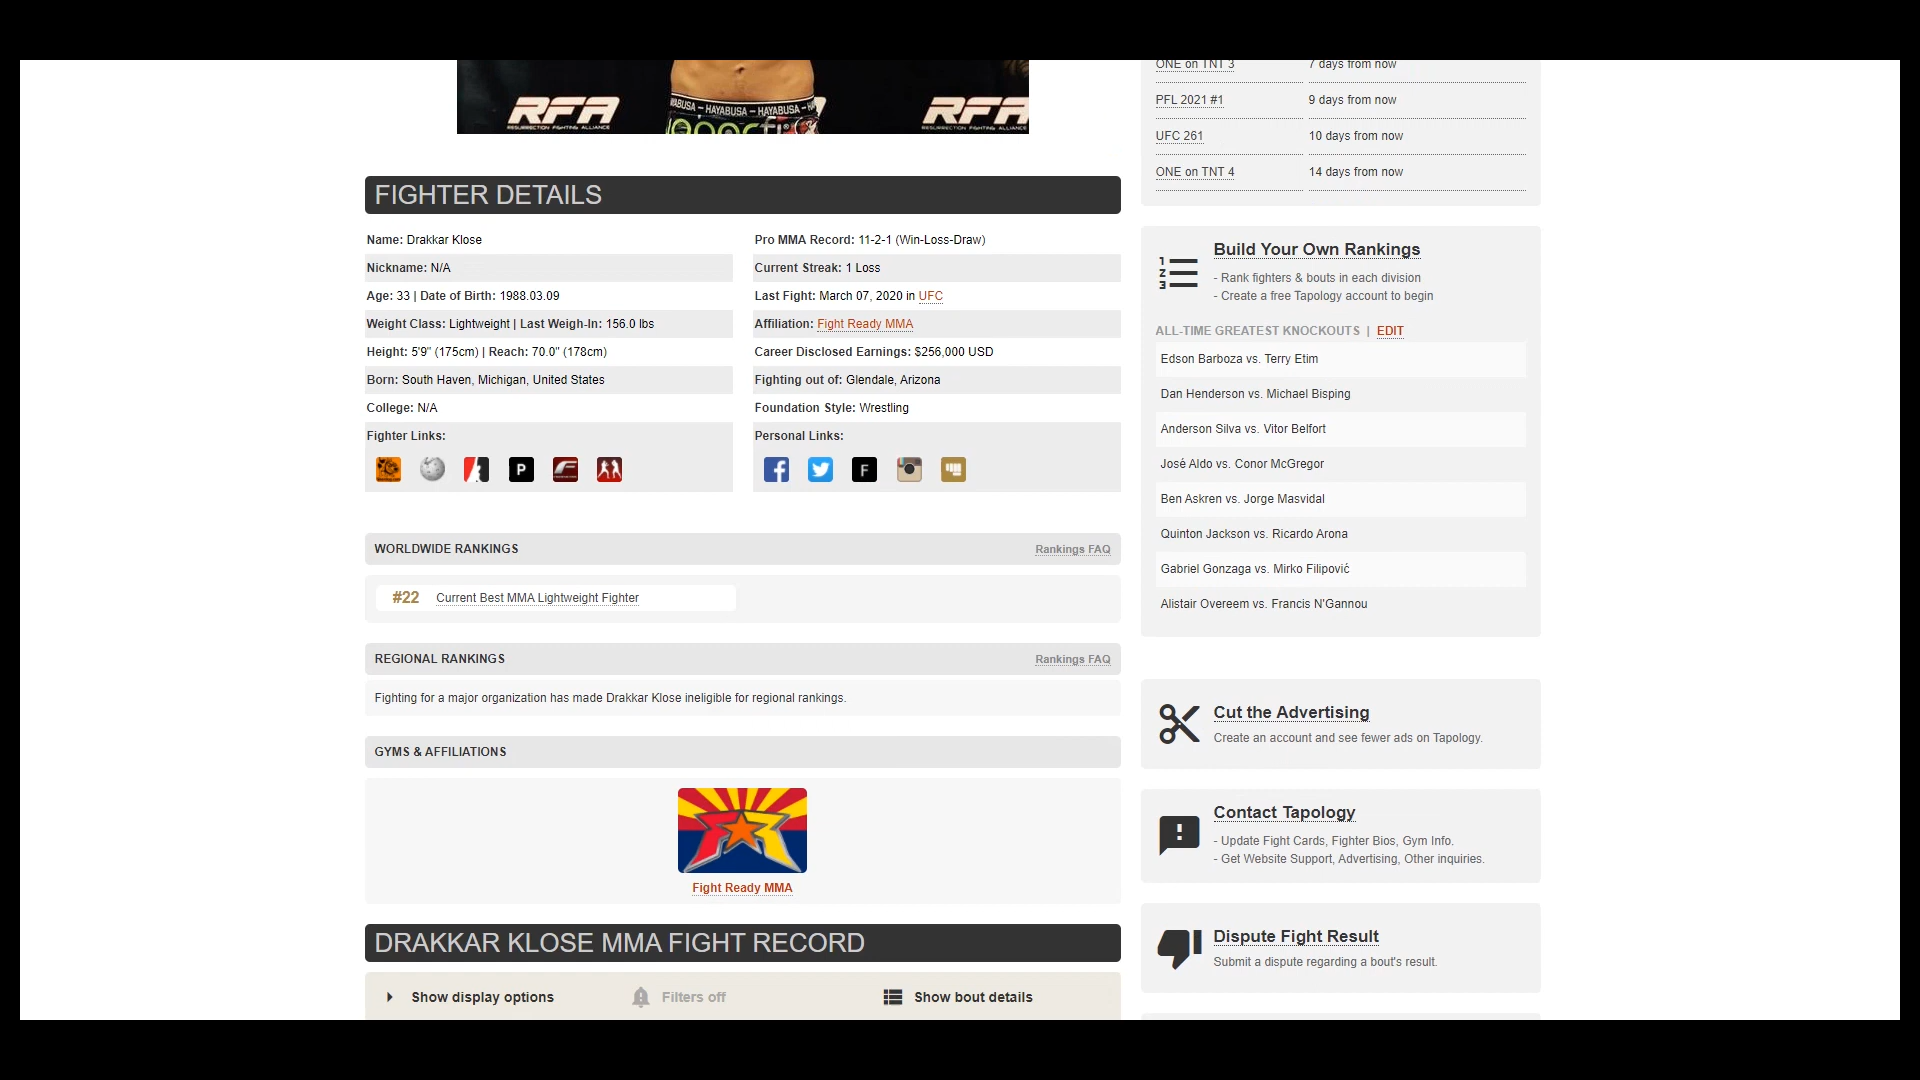 RFA
RESURRECTION FIGHTING ALLIANCE
HAYABUSA – HAYABUSA
RFA
RESURRECTION FIGHTING ALLIANCE
FIGHTER DETAILS
Name: Drakkar Klose
Nickname: N/A
Age: 33 | Date of Birth: 1988.03.09
Weight Class: Lightweight | Last Weigh-In: 156.0 lbs
Height: 5'9" (175cm) | Reach: 70.0" (178cm)
Born: South Haven, Michigan, United States
College: N/A
Fighter Links:
P
Pro MMA Record: 11-2-1 (Win-Loss-Draw)
Current Streak: 1 Loss
Last Fight: March 07, 2020 in UFC
Affiliation: Fight Ready MMA
Career Disclosed Earnings: $256,000 USD
Fighting out of: Glendale, Arizona
Foundation Style: Wrestling
Personal Links:
F
WORLDWIDE RANKINGS
Rankings FAQ
#22 Current Best MMA Lightweight Fighter
REGIONAL RANKINGS
Rankings FAQ
Fighting for a major organization has made Drakkar Klose ineligible for regional rankings.
GYMS & AFFILIATIONS
Fight Ready MMA
DRAKKAR KLOSE MMA FIGHT RECORD
Show display options
Filters off
Show bout details
ONE on TNT 3 7 days from now
PFL 2021 #1 9 days from now
UFC 261 10 days from now
ONE on TNT 4 14 days from now
1
2
3
Build Your Own Rankings
- Rank fighters & bouts in each division
- Create a free Tapology account to begin
ALL-TIME GREATEST KNOCKOUTS | EDIT
Edson Barboza vs. Terry Etim
Dan Henderson vs. Michael Bisping
Anderson Silva vs. Vitor Belfort
José Aldo vs. Conor McGregor
Ben Askren vs. Jorge Masvidal
Quinton Jackson vs. Ricardo Arona
Gabriel Gonzaga vs. Mirko Filipović
Alistair Overeem vs. Francis N'Gannou
Cut the Advertising
Create an account and see fewer ads on Tapology.
Contact Tapology
- Update Fight Cards, Fighter Bios, Gym Info.
- Get Website Support, Advertising, Other inquiries.
Dispute Fight Result
Submit a dispute regarding a bout's result.